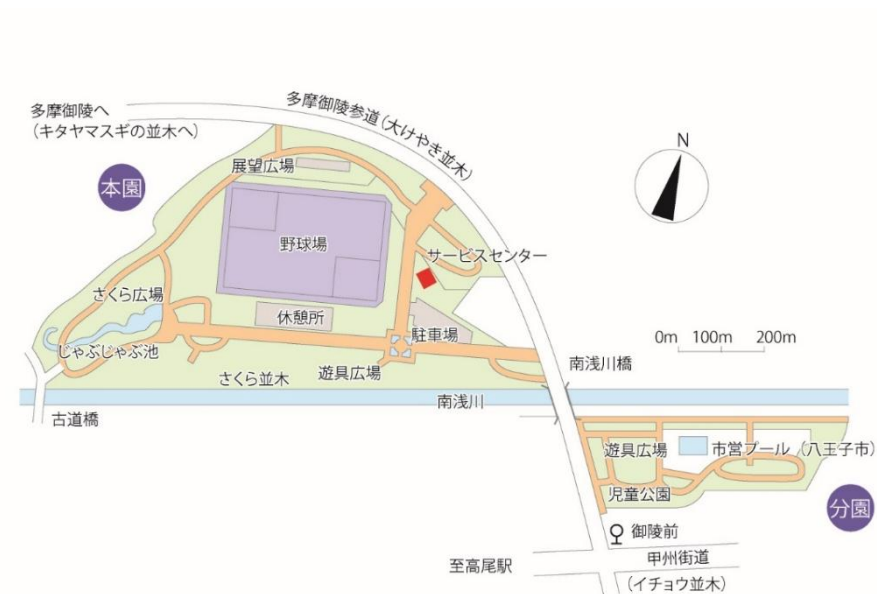 多摩御陵へ
(キタヤマスギの並木へ)
多摩御陵参道(大けやき並木)
N
本園
展望広場
野球場
サービスセンター
さくら広場
休憩所
駐車場
0m 100m 200m
じゃぶじゃぶ池
さくら並木
遊具広場
南浅川橋
南浅川
古道橋
遊具広場
市営プール(八王子市)
児童公園
分園
御陵前
甲州街道
至高尾駅
(イチョウ並木)